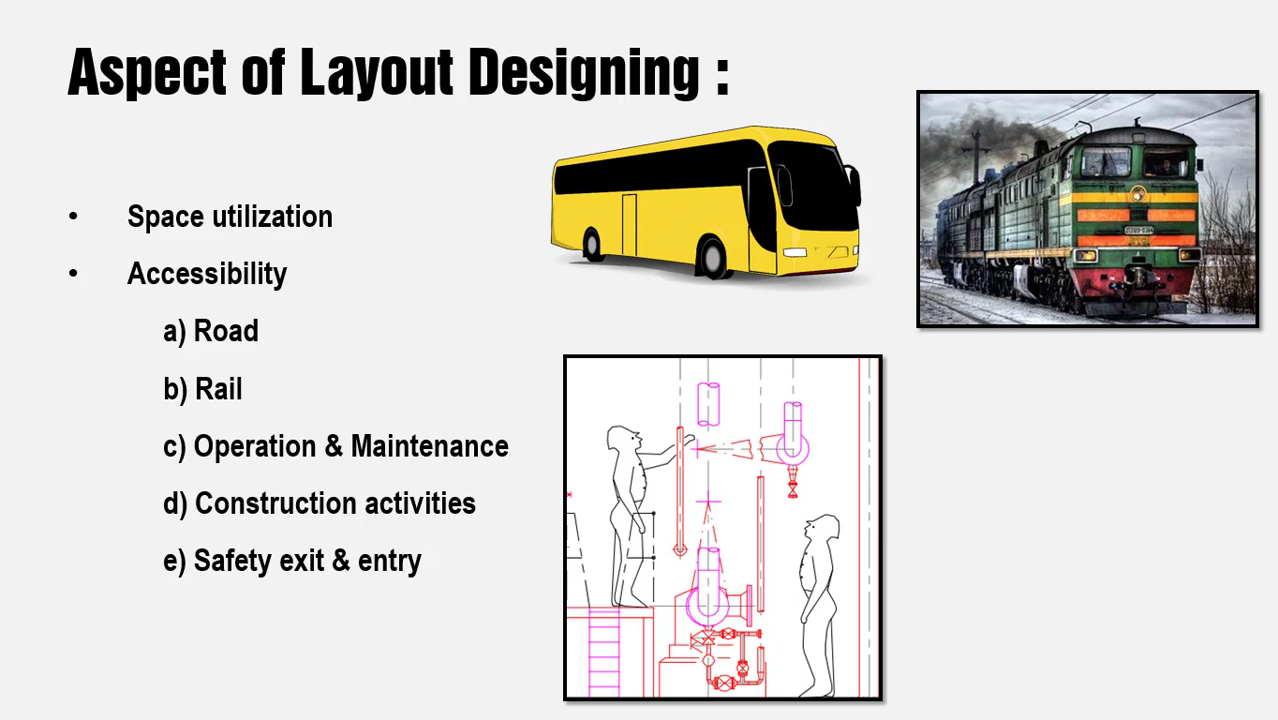 Aspect of Layout Designing :
• Space utilization
• Accessibility
a) Road
b) Rail
c) Operation & Maintenance
d) Construction activities
e) Safety exit & entry